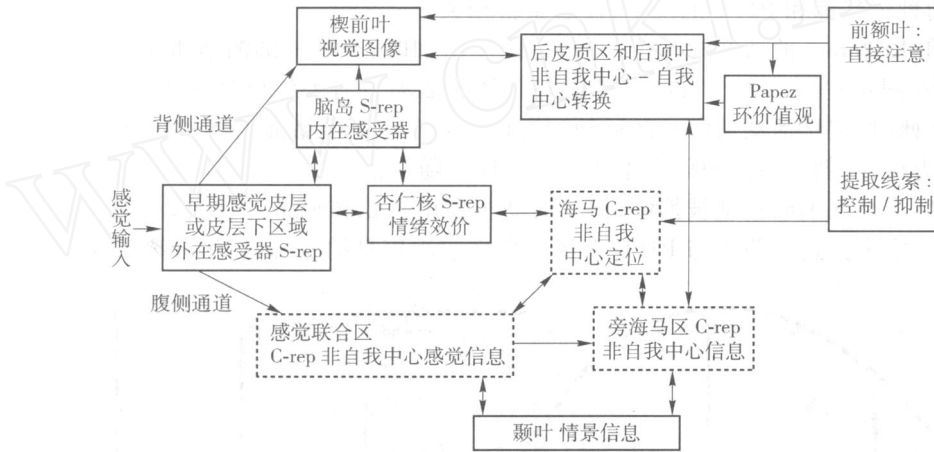 楔前叶
视觉图像
后皮质区和后顶叶
非自我中心－自我
中心转换
前额叶：
直接注意
Papez
环价值观
脑岛 S-rep
内在感受器
背侧通道
提取线索：
控制 / 抑制
感觉输入
早期感觉皮层
或皮层下区域
外在感受器 S-rep
杏仁核 S-rep
情绪效价
海马 C-rep
非自我
中心定位
腹侧通道
感觉联合区
C-rep 非自我中心感觉信息
旁海马区 C-rep
非自我中心信息
颞叶 情景信息